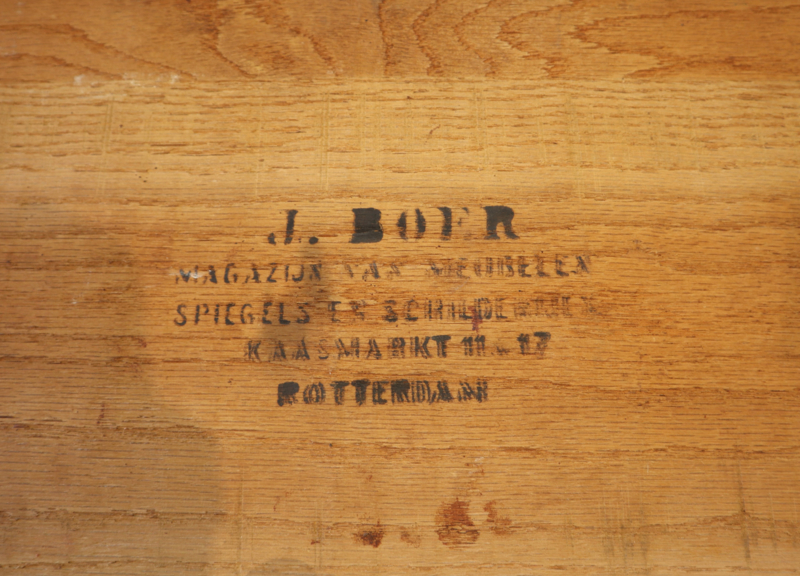 J. BOER
MAGAZIJN VAN MEUBELEN
SPIEGELS EN SCHILDERIJEN
KAASMARKT 11 - 17
ROTTERDAM